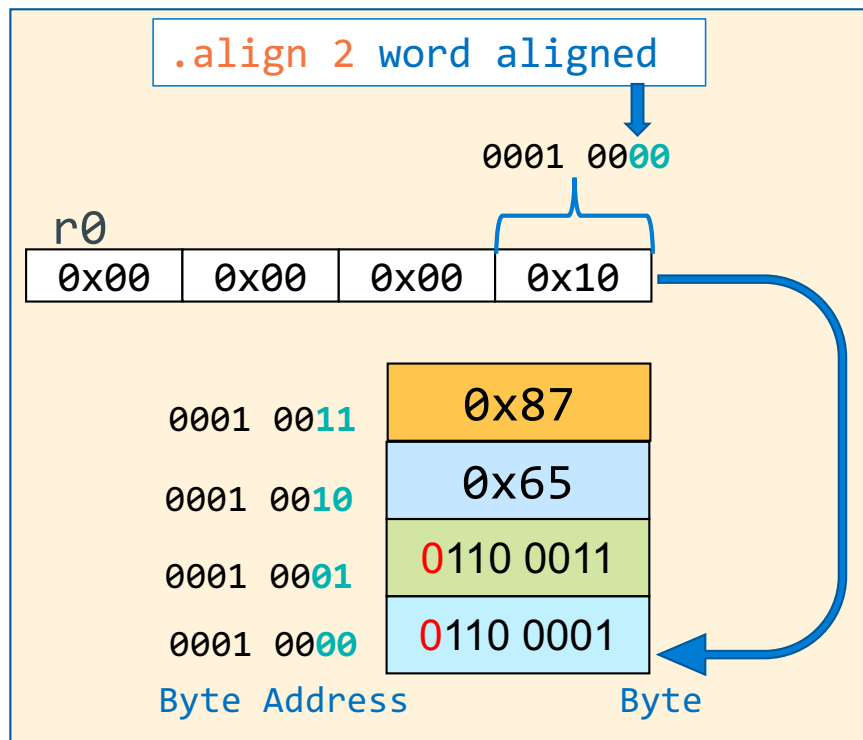 .align 2 word aligned
0001 0000
r0
0x00 0x00 0x00 0x10
0001 0011 0x87
0001 0010 0x65
0001 0001 0110 0011
0001 0000 0110 0001
Byte Address Byte